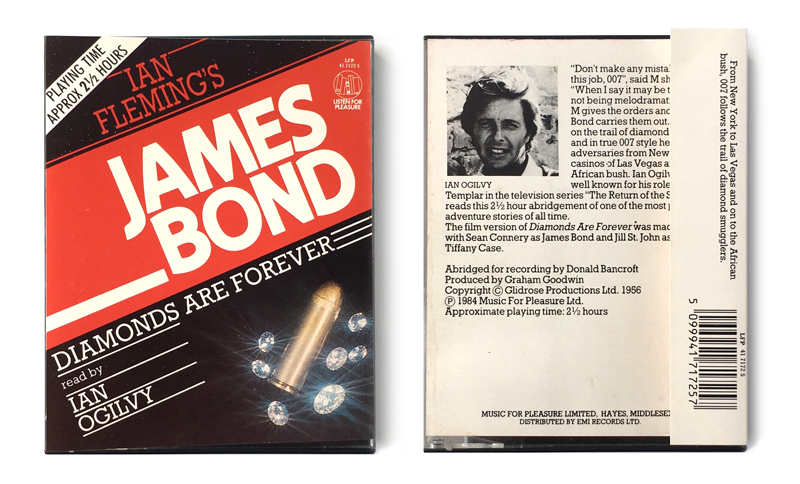 PLAYING TIME
APPROX 2½ HOURS
IAN
FLEMING'S
LFP
41 7172 5
LISTEN FOR
PLEASURE
JAMES
BOND
DIAMONDS ARE FOREVER
read by
IAN
OGILVY
"Don't make any
this job, 007", said M
"When I say it may be
not being melodramatic
M gives the orders and
Bond carries them out.
on the trail of diamond
and in true 007 style he
adversaries from New
casinos of Las Vegas
African bush. Ian
well known for his role
IAN OGILVY
Templar in the television series "The Return of the
reads this 2½ hour abridgement of one of the most
adventure stories of all time.
The film version of Diamonds Are Forever was
with Sean Connery as James Bond and Jill St. John as
Tiffany Case.
Abridged for recording by Donald Bancroft
Produced by Graham Goodwin
Copyright Ⓒ Glidrose Productions Ltd. 1956
Ⓟ 1984 Music For Pleasure Ltd.
Approximate playing time: 2½ hours
MUSIC FOR PLEASURE LIMITED, HAYES,
DISTRIBUTED BY EMI RECORDS LTD.
From New York to Las Vegas and on to the African
bush, 007 follows the trail of diamond smugglers.
LFP 41 7172 5
5 099941 717257